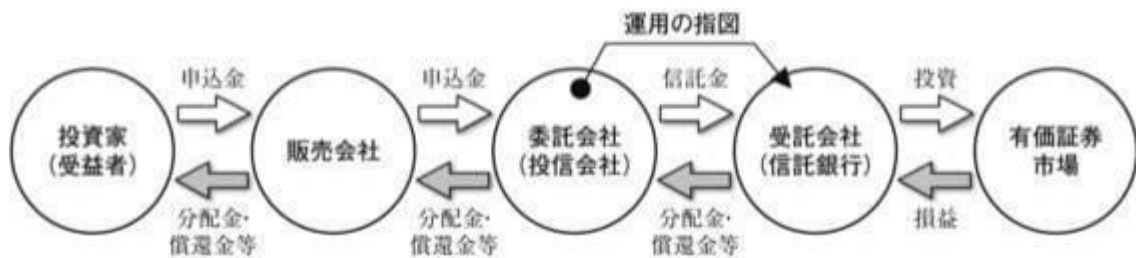 運用の指図
申込金
申込金
信託金
投資
投資家
(受益者)
販売会社
委託会社
(投信会社)
受託会社
(信託銀行)
有価証券
市場
分配金・
償還金等
分配金・
償還金等
分配金・
償還金等
損益